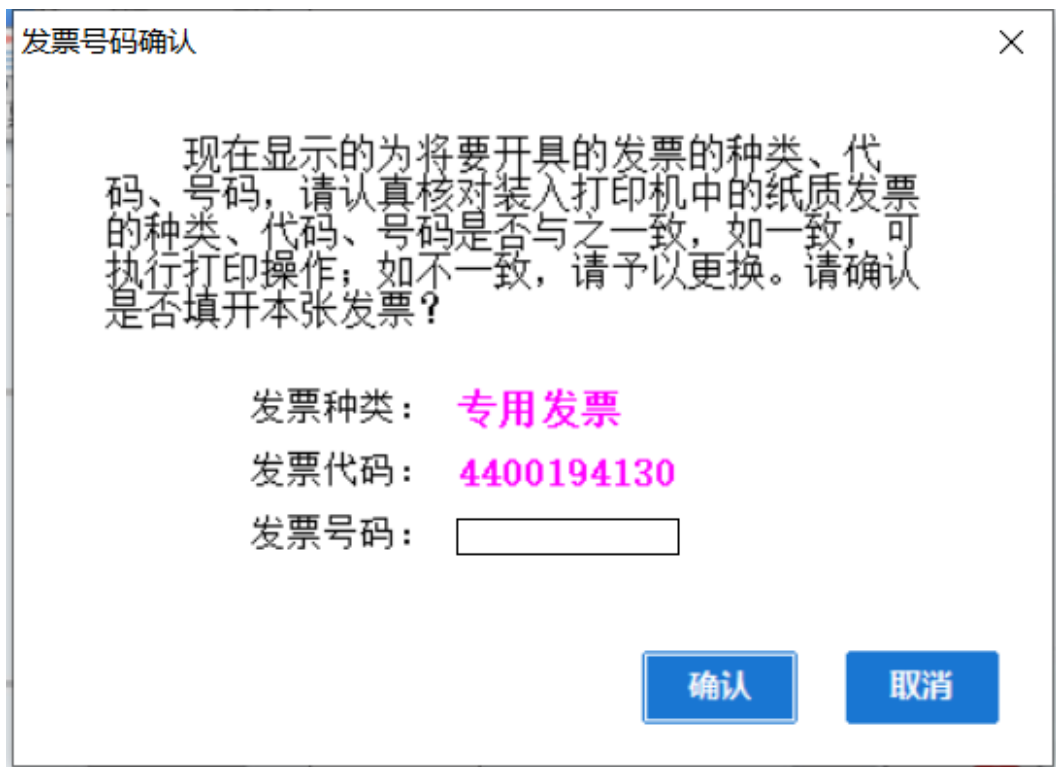 发票号码确认
现在显示的为将要开具的发票的种类、代
码、号码，请认真核对装入打印机中的纸质发票
的种类、代码、号码是否与之一致，如一致，可
执行打印操作；如不一致，请予以更换。请确认
是否填开本张发票？
发票种类： 专用发票
发票代码： 4400194130
发票号码：
确认 取消